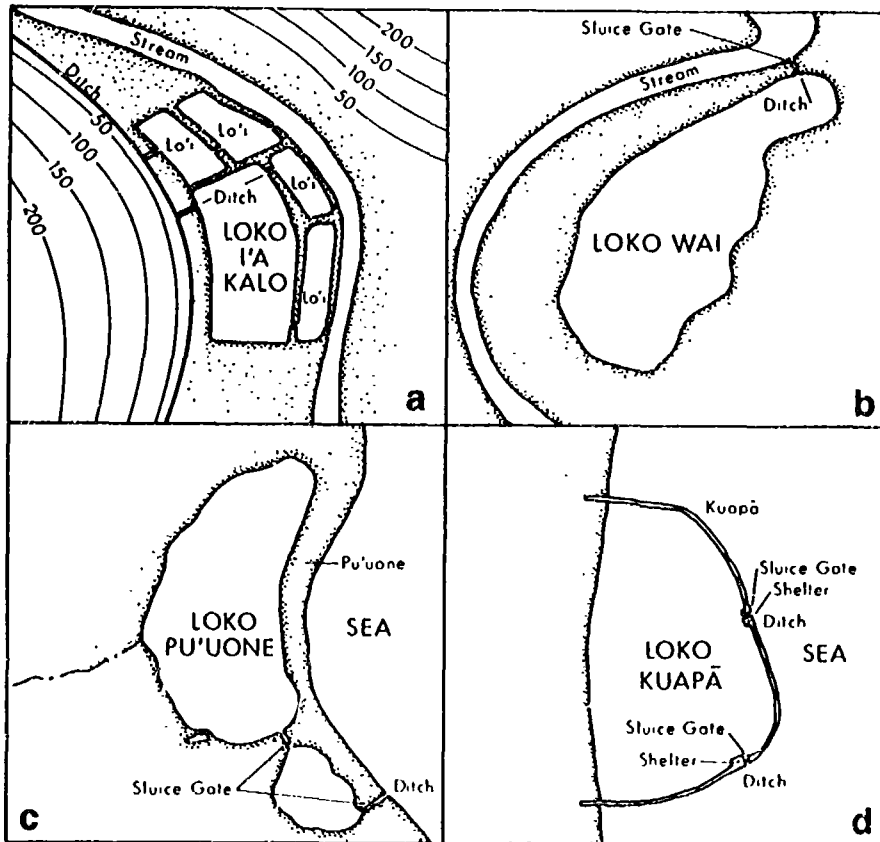 Stream
Ditch
50
100
150
200
200
150
100
50
Lo'i
Lo'i
Lo'i
Lo'i
Ditch
LOKO
I'A
KALO
a
Sluice Gate
Stream
Ditch
LOKO WAI
b
Pu'uone
LOKO
PU'UONE
SEA
Sluice Gate
Ditch
c
Kuapā
Sluice Gate
Shelter
Ditch
LOKO
KUAPĀ
SEA
Sluice Gate
Shelter
Ditch
d